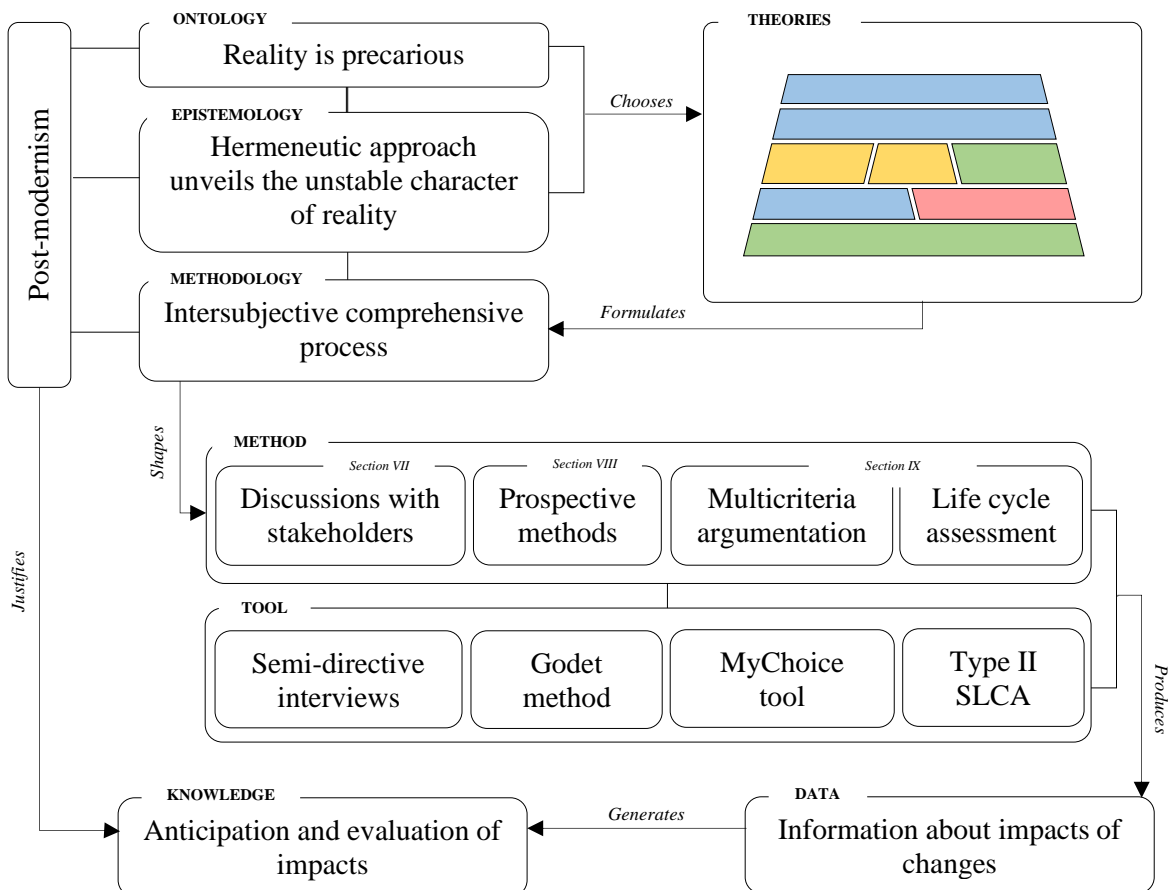 Post-modernism
ONTOLOGY
Reality is precarious
EPISTEMOLOGY
Hermeneutic approach
unveils the unstable character
of reality
METHODOLOGY
Intersubjective comprehensive
process
Chooses
THEORIES
Formulates
Shapes
Justifies
METHOD
Section VII
Discussions with
stakeholders
Section VIII
Prospective
methods
Section IX
Multicriteria
argumentation
Life cycle
assessment
TOOL
Semi-directive
interviews
Godet
method
MyChoice
tool
Type II
SLCA
Produces
KNOWLEDGE
Anticipation and evaluation of
impacts
Generates
DATA
Information about impacts of
changes